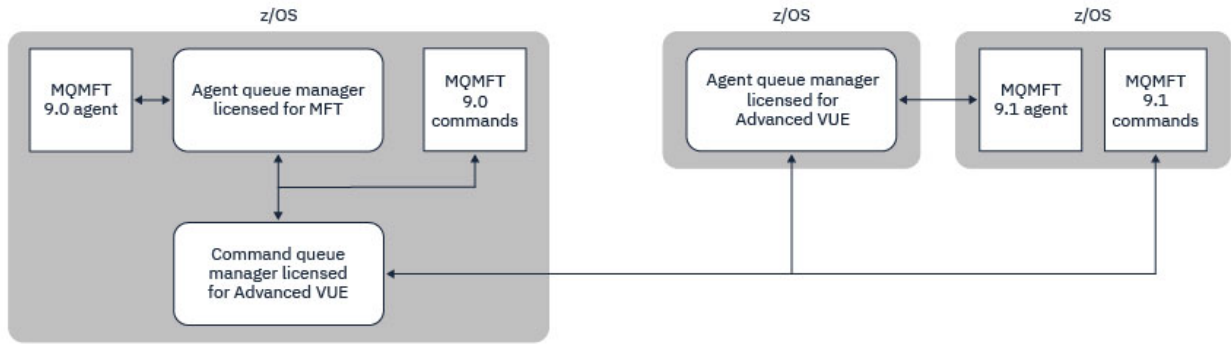 z/OS
MQMFT
9.0 agent
Agent queue manager
licensed for MFT
MQMFT
9.0
commands
Command queue
manager licensed
for Advanced VUE
z/OS
Agent queue manager
licensed for
Advanced VUE
z/OS
MQMFT
9.1 agent
MQMFT
9.1
commands